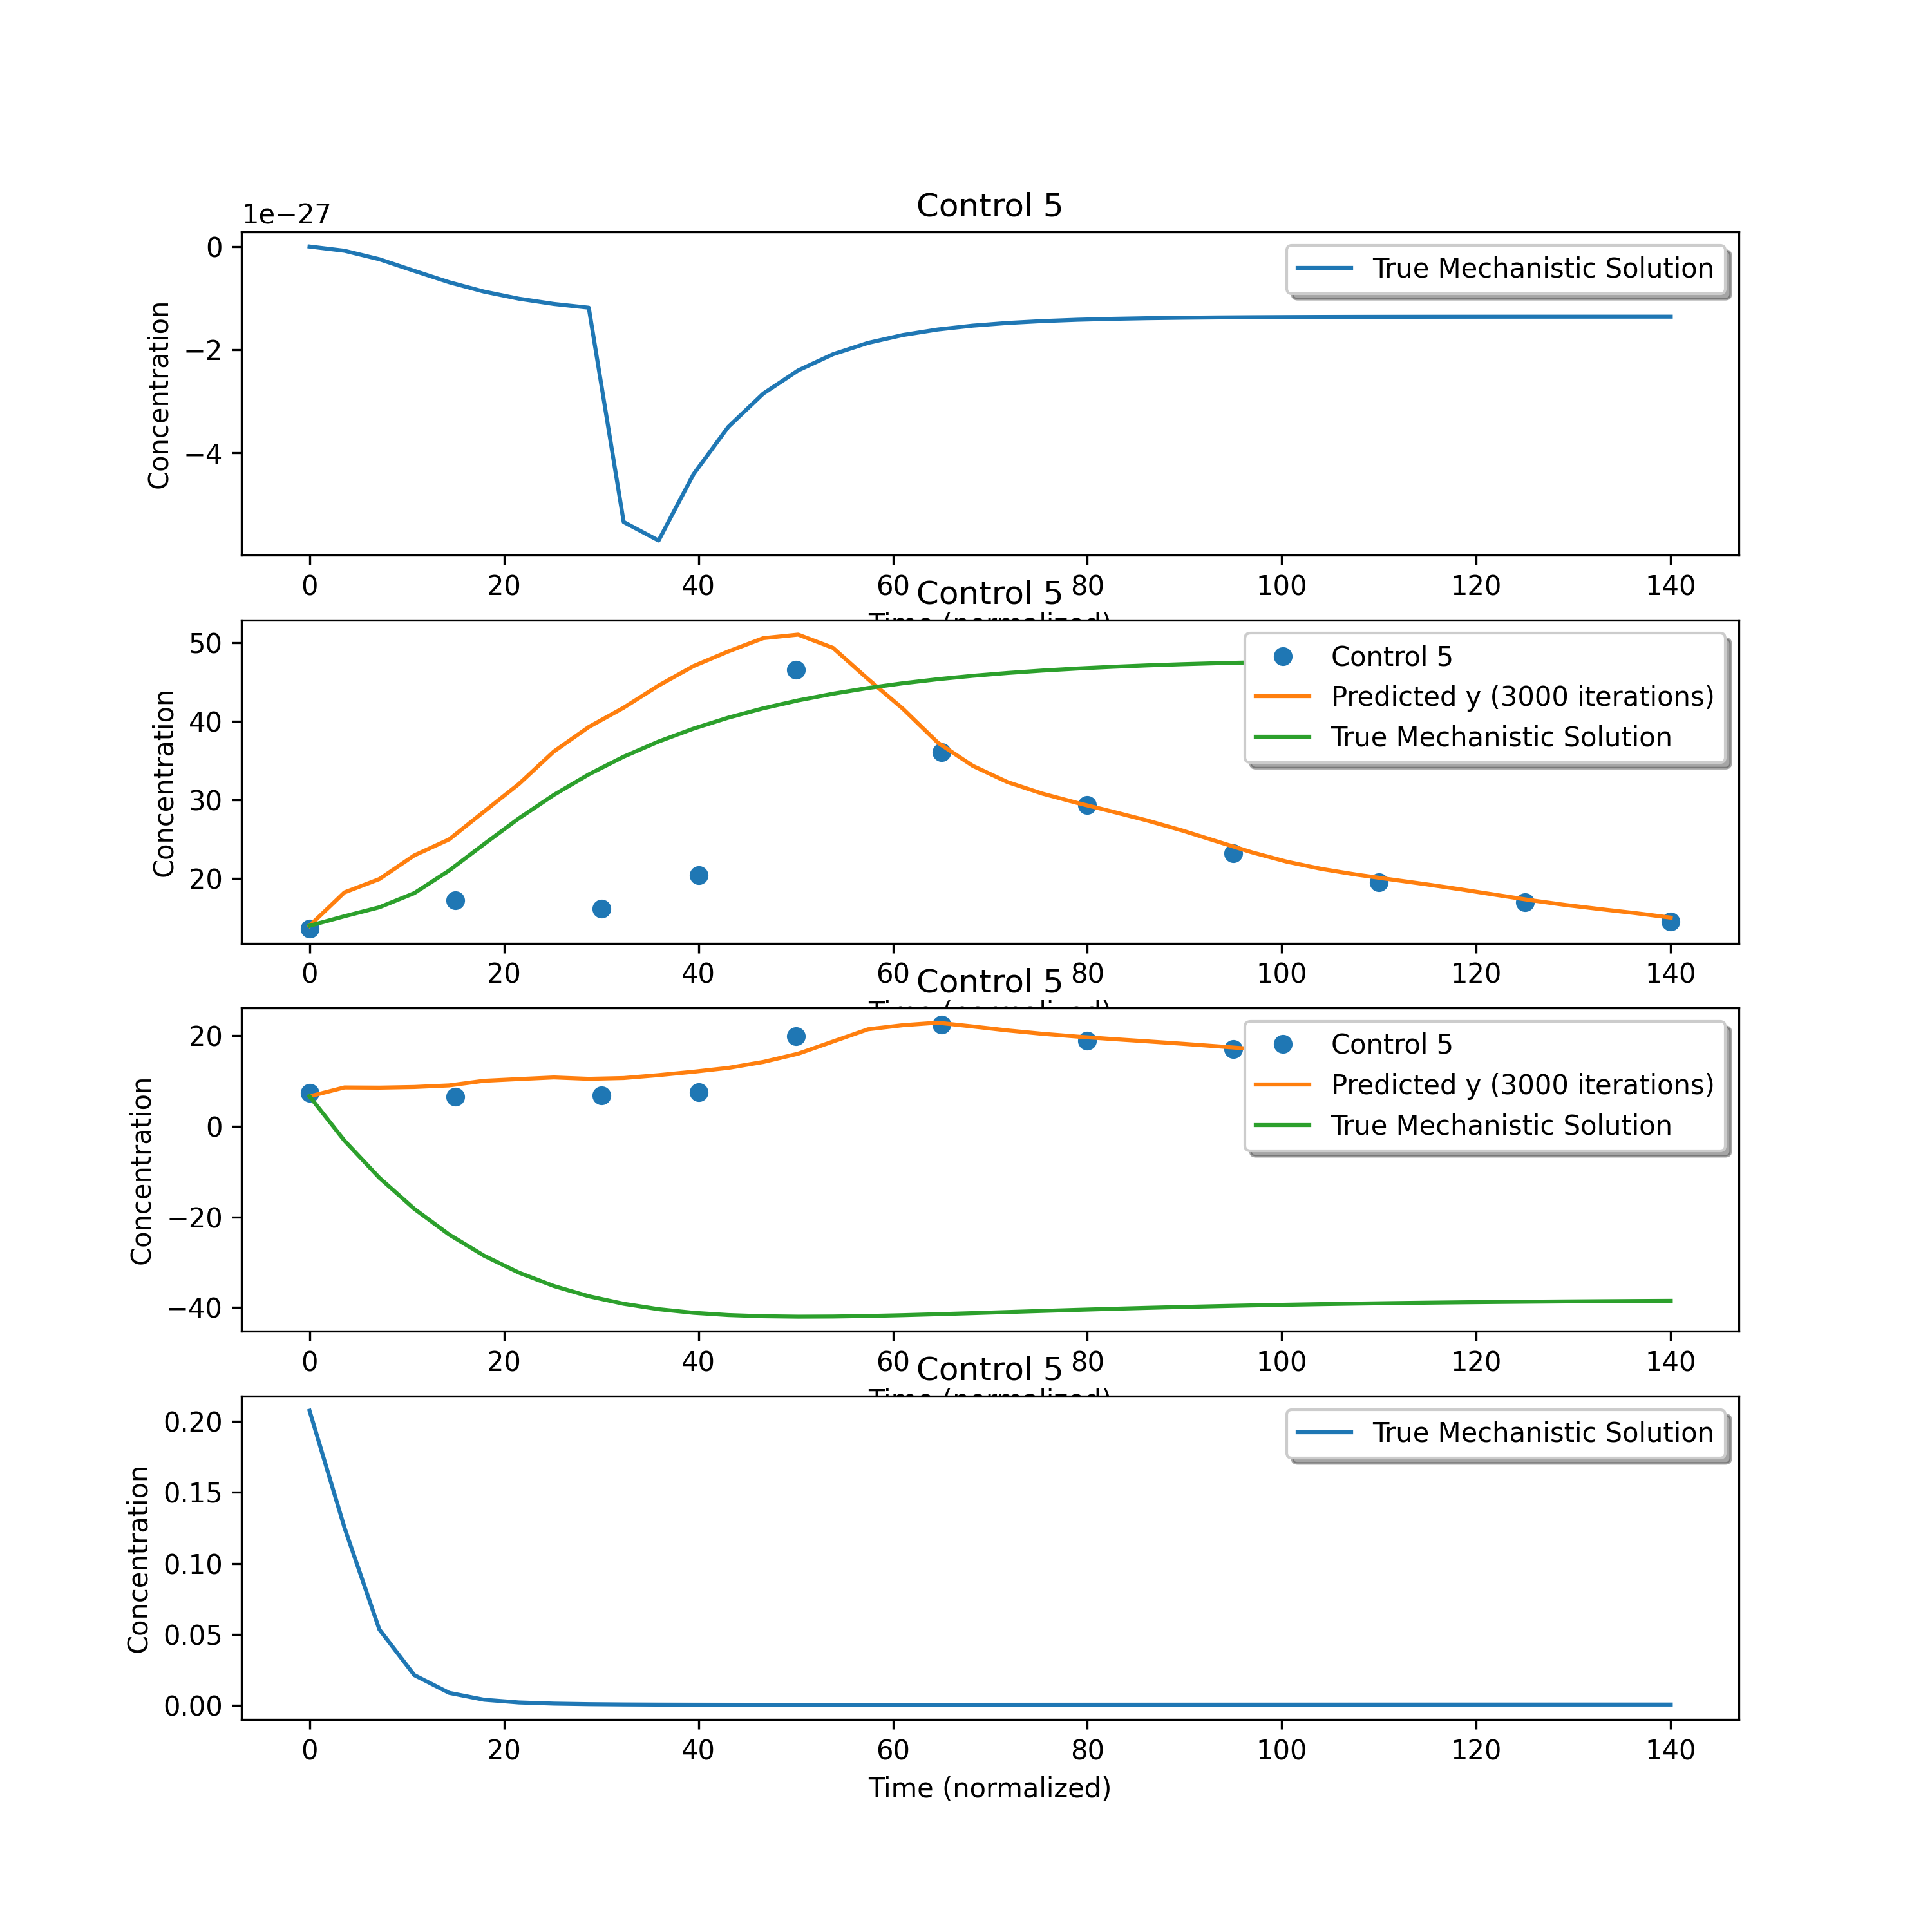 Control 5
1e−27
0
−2
−4
Concentration
True Mechanistic Solution
0 20 40 60 80 100 120 140
Control 5
50
40
30
20
Concentration
Control 5
Predicted y (3000 iterations)
True Mechanistic Solution
0 20 40 60 80 100 120 140
Control 5
20
0
−20
−40
Concentration
Control 5
Predicted y (3000 iterations)
True Mechanistic Solution
0 20 40 60 80 100 120 140
Control 5
0.20
0.15
0.10
0.05
0.00
Concentration
True Mechanistic Solution
0 20 40 60 80 100 120 140
Time (normalized)